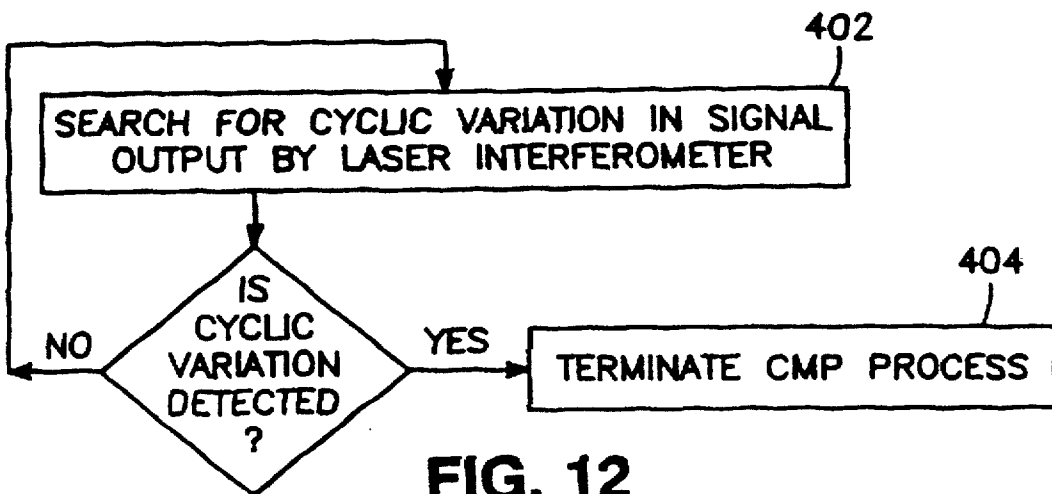 402
SEARCH FOR CYCLIC VARIATION IN SIGNAL
OUTPUT BY LASER INTERFEROMETER
IS
CYCLIC
VARIATION
DETECTED
?
NO
YES
404
TERMINATE CMP PROCESS
FIG. 12